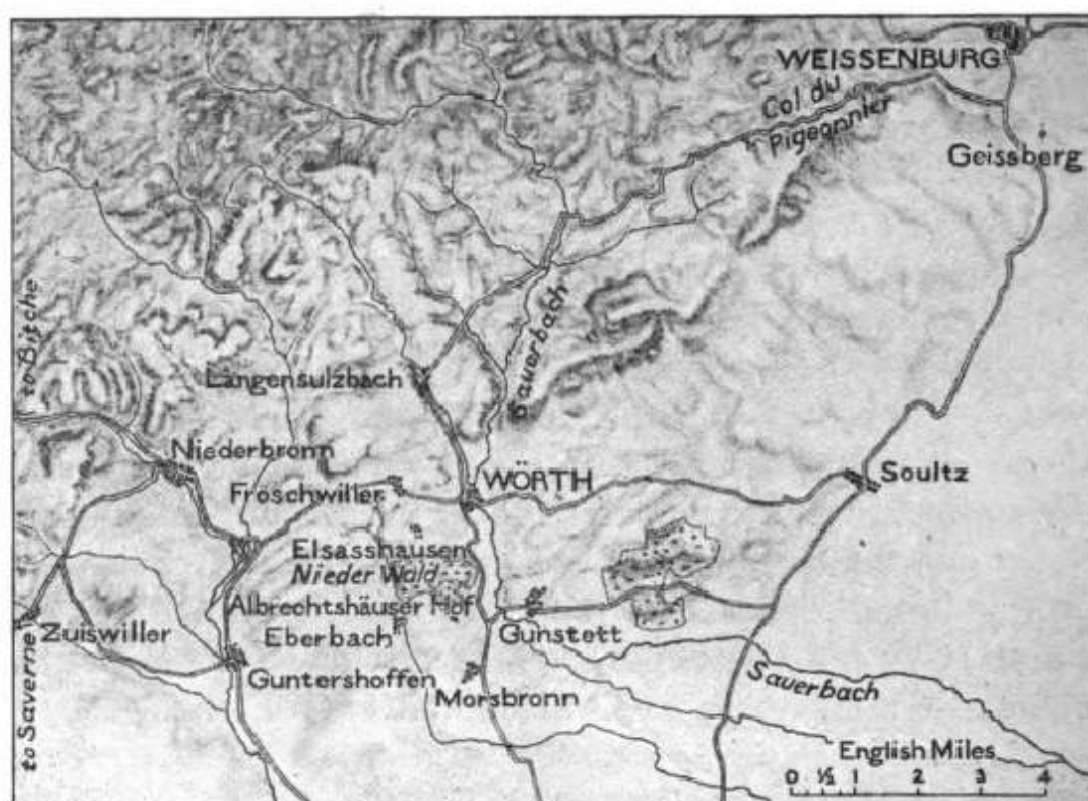 WEISSENBURG
Col du
Pigeonnier
Geissberg
Sauerbach
to Bitche
Langensulzbach
Niederbronn
Fröschwiller
WÖRTH
Soultz
Elsasshausen
Nieder Wald
Albrechtshäuser Hof
Eberbach
Gunstett
Zuiswiller
to Saverne
Guntershoffen
Morsbronn
Sauerbach
English Miles
0 ½ 1 2 3 4